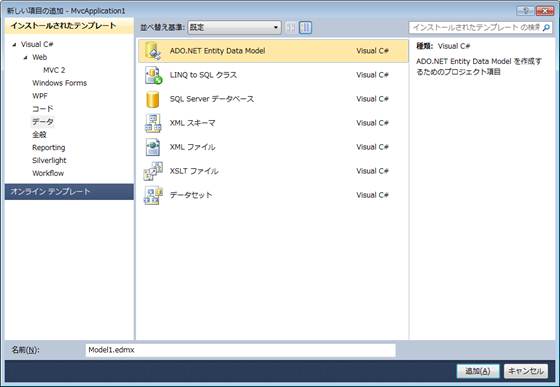 新しい項目の追加 - MvcApplication1
インストールされたテンプレート
Visual C#
Web
MVC 2
Windows Forms
WPF
コード
データ
全般
Reporting
Silverlight
Workflow
オンライン テンプレート
並べ替え基準: 既定
ADO.NET Entity Data Model Visual C#
LINQ to SQL クラス Visual C#
SQL Server データベース Visual C#
XML スキーマ Visual C#
XML ファイル Visual C#
XSLT ファイル Visual C#
データセット Visual C#
インストールされたテンプレート の検索
種類: Visual C#
ADO.NET Entity Data Model を作成す
るためのプロジェクト項目
名前(N): Model1.edmx
追加(A) キャンセル